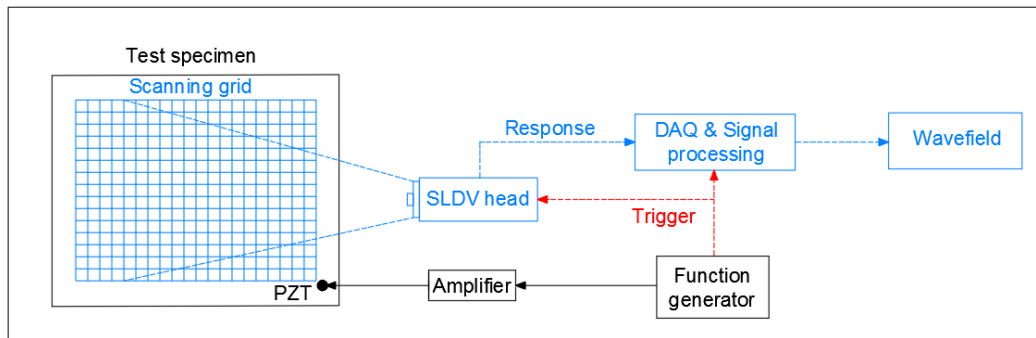 Test specimen
Scanning grid
Response
DAQ & Signal
processing
Wavefield
SLDV head
Trigger
PZT
Amplifier
Function
generator